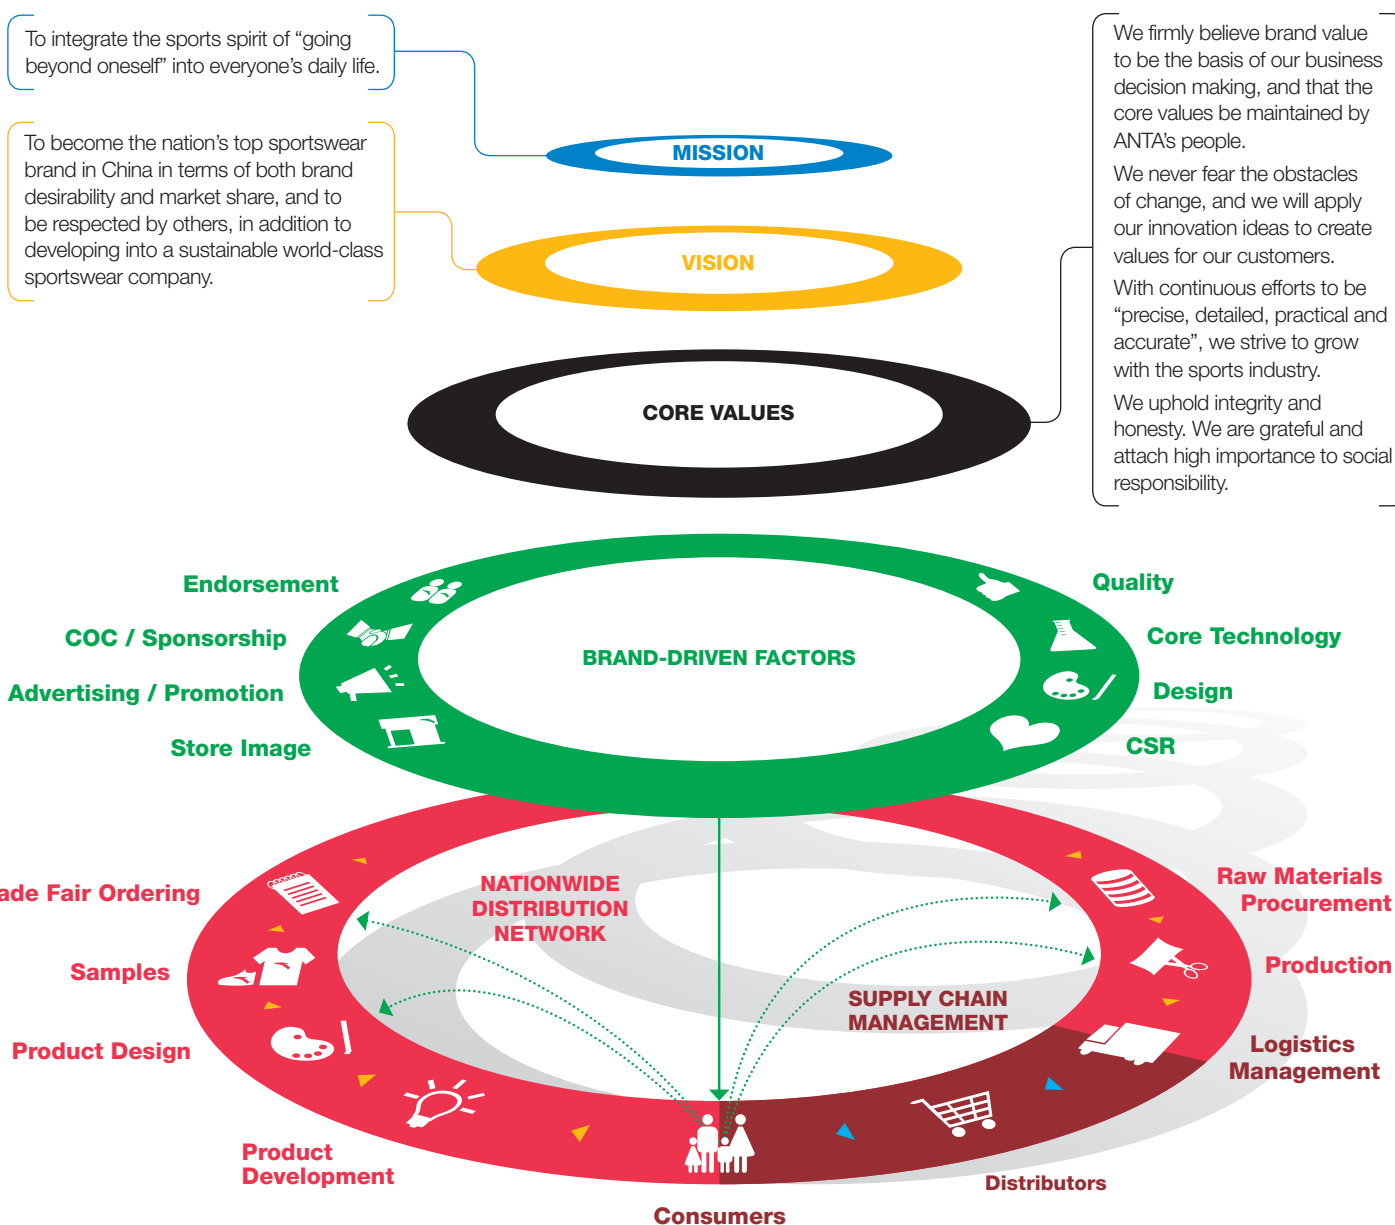 To integrate the sports spirit of “going
beyond oneself” into everyone’s daily life.
To become the nation’s top sportswear
brand in China in terms of both brand
desirability and market share, and to
be respected by others, in addition to
developing into a sustainable world-class
sportswear company.
MISSION
VISION
CORE VALUES
We firmly believe brand value
to be the basis of our business
decision making, and that the
core values be maintained by
ANTA’s people.
We never fear the obstacles
of change, and we will apply
our innovation ideas to create
values for our customers.
With continuous efforts to be
“precise, detailed, practical and
accurate”, we strive to grow
with the sports industry.
We uphold integrity and
honesty. We are grateful and
attach high importance to social
responsibility.
Endorsement
COC / Sponsorship
Advertising / Promotion
Store Image
BRAND-DRIVEN FACTORS
Quality
Core Technology
Design
CSR
ade Fair Ordering
Samples
Product Design
Product
Development
NATIONWIDE
DISTRIBUTION
NETWORK
SUPPLY CHAIN
MANAGEMENT
Raw Materials
Procurement
Production
Logistics
Management
Distributors
Consumers